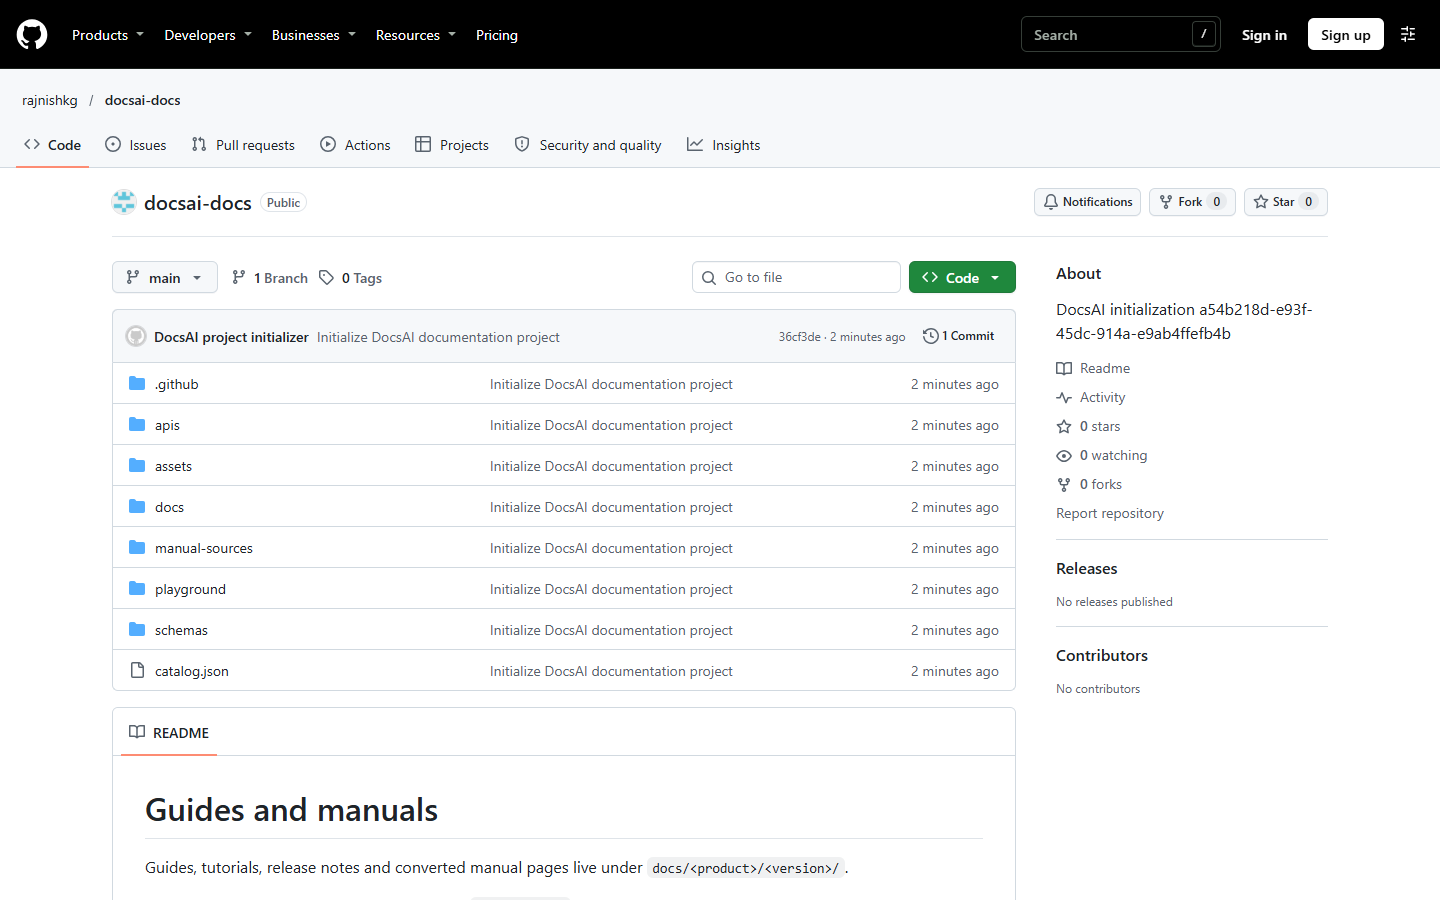 Products Developers Businesses Resources Pricing Search / Sign in Sign up
rajnishkg / docsai-docs
Code Issues Pull requests Actions Projects Security and quality Insights
docsai-docs Public Notifications Fork 0 Star 0
main 1 Branch 0 Tags Go to file Code
DocsAI project initializer Initialize DocsAI documentation project 36cf3de · 2 minutes ago 1 Commit
.github Initialize DocsAI documentation project 2 minutes ago
apis Initialize DocsAI documentation project 2 minutes ago
assets Initialize DocsAI documentation project 2 minutes ago
docs Initialize DocsAI documentation project 2 minutes ago
manual-sources Initialize DocsAI documentation project 2 minutes ago
playground Initialize DocsAI documentation project 2 minutes ago
schemas Initialize DocsAI documentation project 2 minutes ago
catalog.json Initialize DocsAI documentation project 2 minutes ago
README
Guides and manuals
Guides, tutorials, release notes and converted manual pages live under docs/<product>/<version>/.
About
DocsAI initialization a54b218d-e93f-
45dc-914a-e9ab4ffefb4b
Readme
Activity
0 stars
0 watching
0 forks
Report repository
Releases
No releases published
Contributors
No contributors